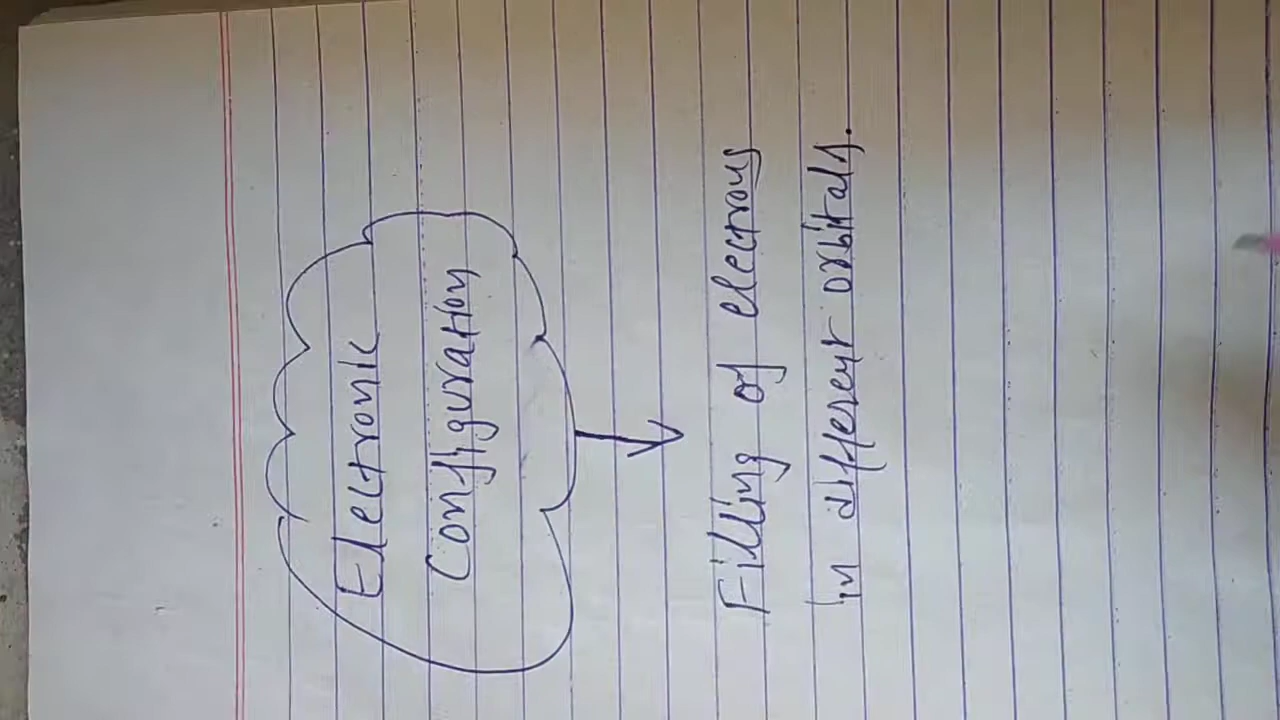 Electronic
Configuration
Filling of electrons
in different orbitals.